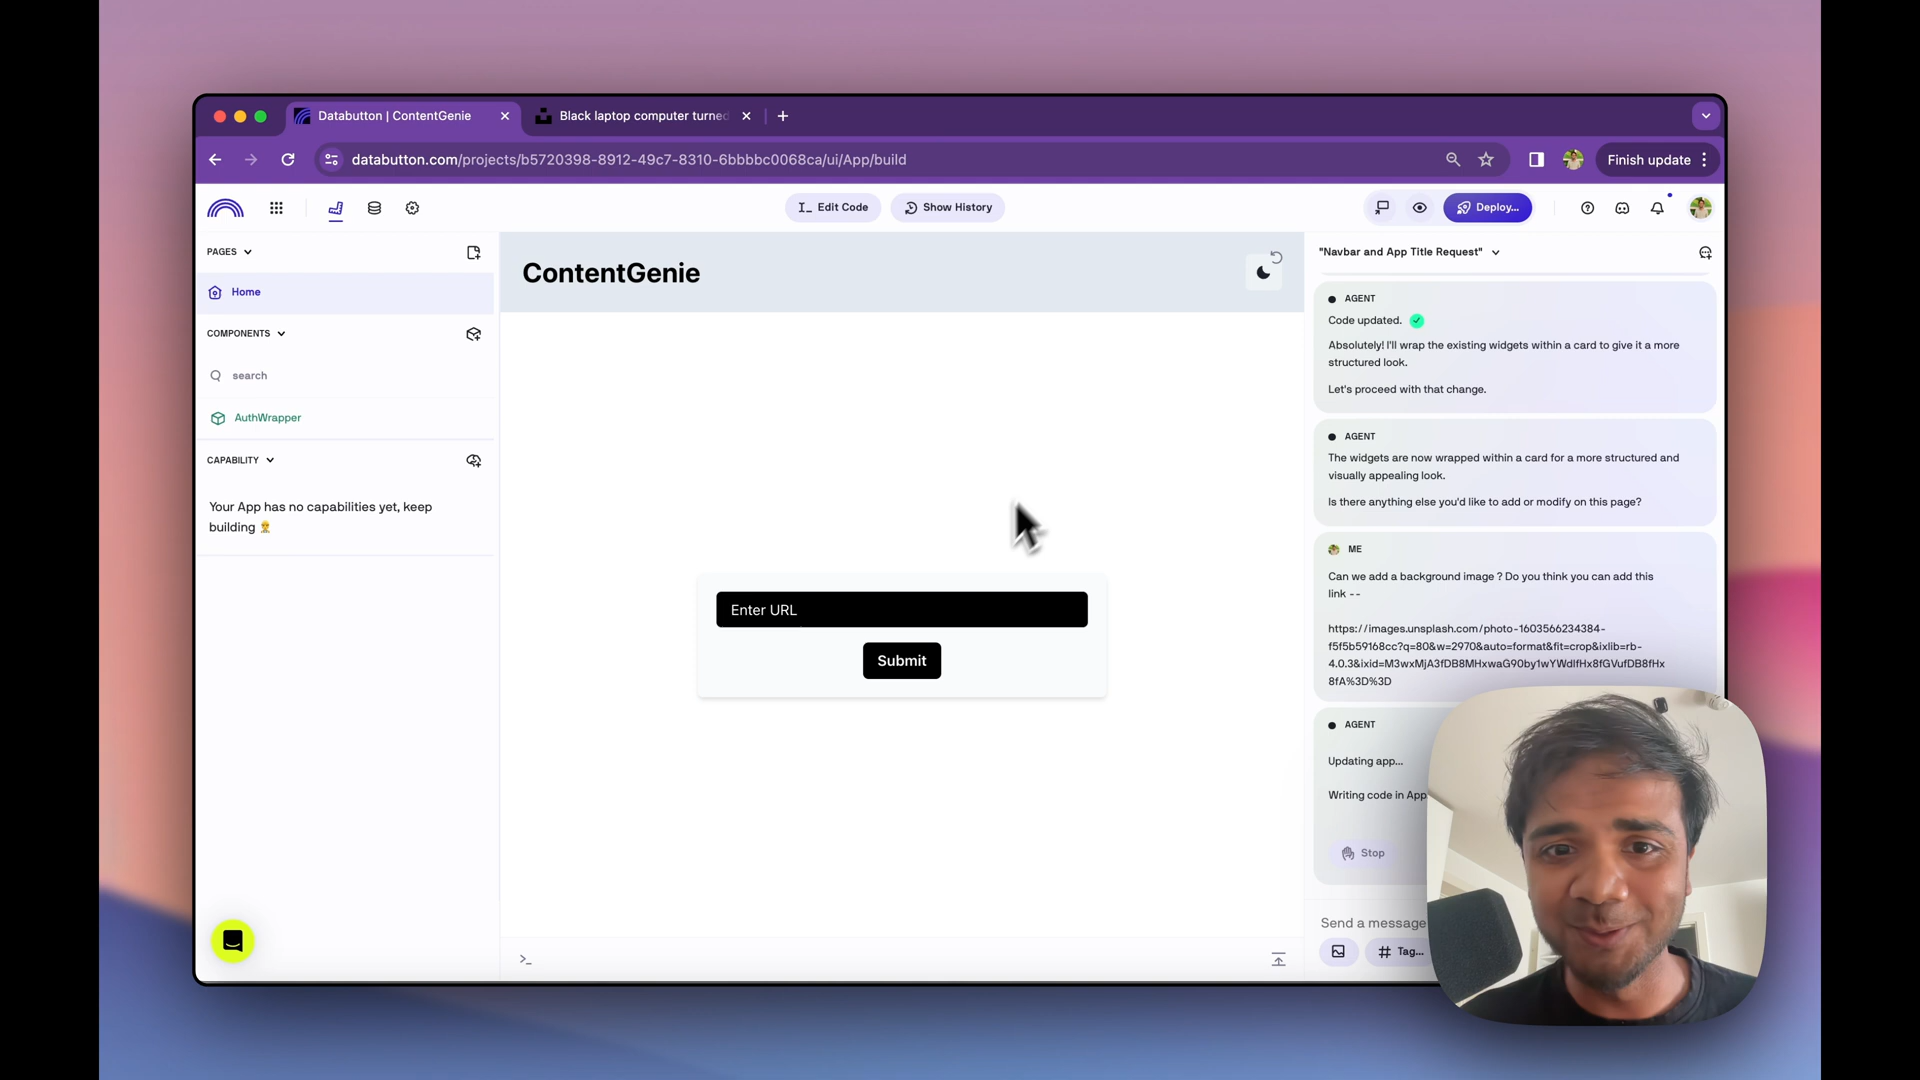 Databutton | ContentGenie
Black laptop computer turned
databutton.com/projects/b5720398-8912-49c7-8310-6bbbbc0068ca/ui/App/build
Finish update
Edit Code
Show History
Deploy...
PAGES
Home
COMPONENTS
search
AuthWrapper
CAPABILITY
Your App has no capabilities yet, keep
building
ContentGenie
Enter URL
Submit
"Navbar and App Title Request"
AGENT
Code updated.
Absolutely! I'll wrap the existing widgets within a card to give it a more
structured look.
Let's proceed with that change.
AGENT
The widgets are now wrapped within a card for a more structured and
visually appealing look.
Is there anything else you'd like to add or modify on this page?
ME
Can we add a background image ? Do you think you can add this
link --
https://images.unsplash.com/photo-1603566234384-
f5f5b59168cc?q=80&w=2970&auto=format&fit=crop&ixlib=rb-
4.0.3&ixid=M3wxMjA3fDB8MHxwaG90by1wYWdlfHx8fGVufDB8fHx
8fA%3D%3D
AGENT
Updating app...
Writing code in App
Stop
Send a message
Tag...